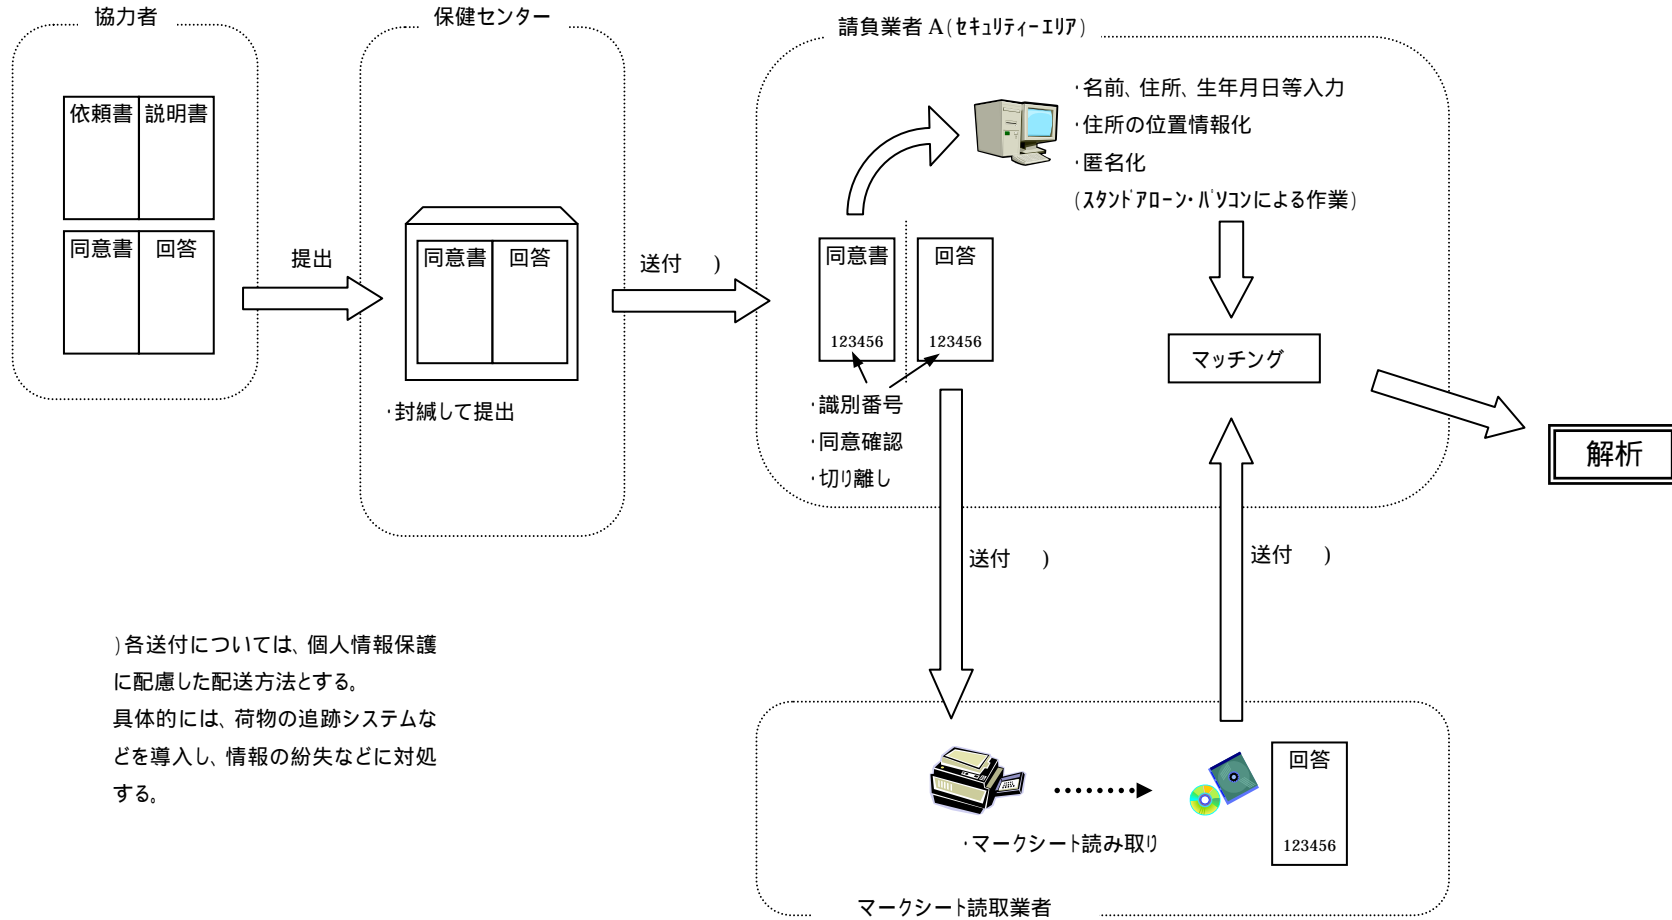 協力者
依頼書 説明書
同意書 回答
提出
保健センター
同意書 回答
･封緘して提出
送付　)
請負業者 A(ｾｷｭﾘﾃｨｰｴﾘｱ)
･名前、住所、生年月日等入力
･住所の位置情報化
･匿名化
(ｽﾀﾝﾄﾞｱﾛｰﾝ･ﾊﾟｿｺﾝによる作業)
同意書 回答
123456 123456
･識別番号
･同意確認
･切り離し
マッチング
解析
送付　)
送付　)
)各送付については、個人情報保護
に配慮した配送方法とする。
具体的には、荷物の追跡システムな
どを導入し、情報の紛失などに対処
する。
･マークシート読み取り
回答
123456
マークシート読取業者